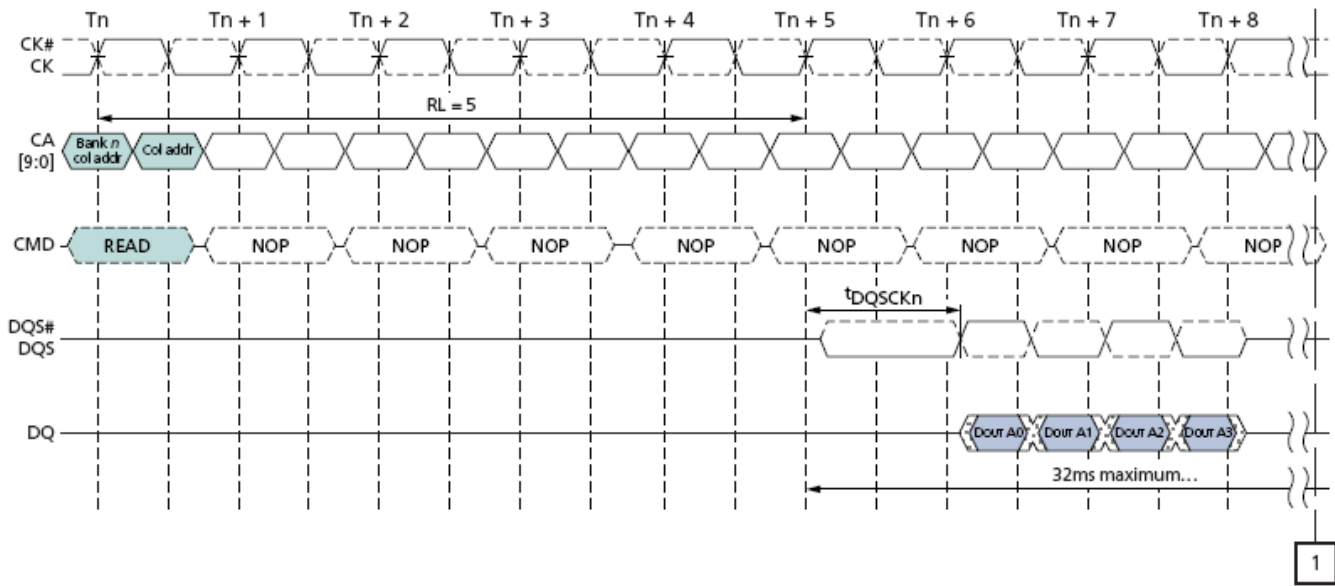 Tn Tn + 1 Tn + 2 Tn + 3 Tn + 4 Tn + 5 Tn + 6 Tn + 7 Tn + 8
CK#
CK
RL = 5
CA
[9:0]
Bank n
col addr
Col addr
CMD READ NOP NOP NOP NOP NOP NOP NOP NOP
tDQSCKn
DQS#
DQS
DQ DOUT A0 DOUT A1 DOUT A2 DOUT A3
32ms maximum…
1